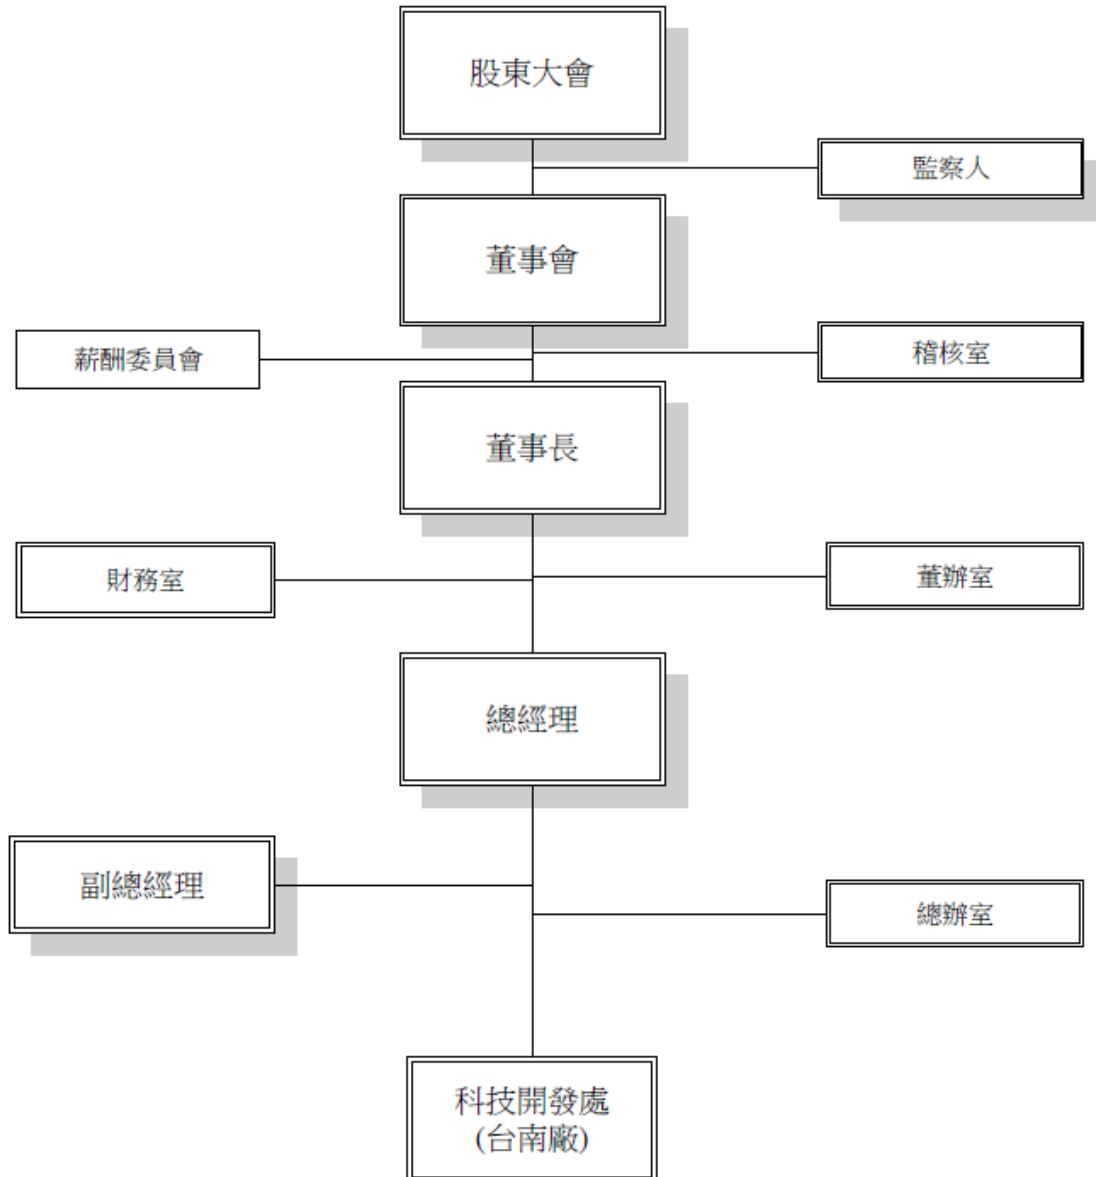 股東大會
監察人
董事會
薪酬委員會
稽核室
董事長
財務室
董辦室
總經理
副總經理
總辦室
科技開發處
(台南廠)